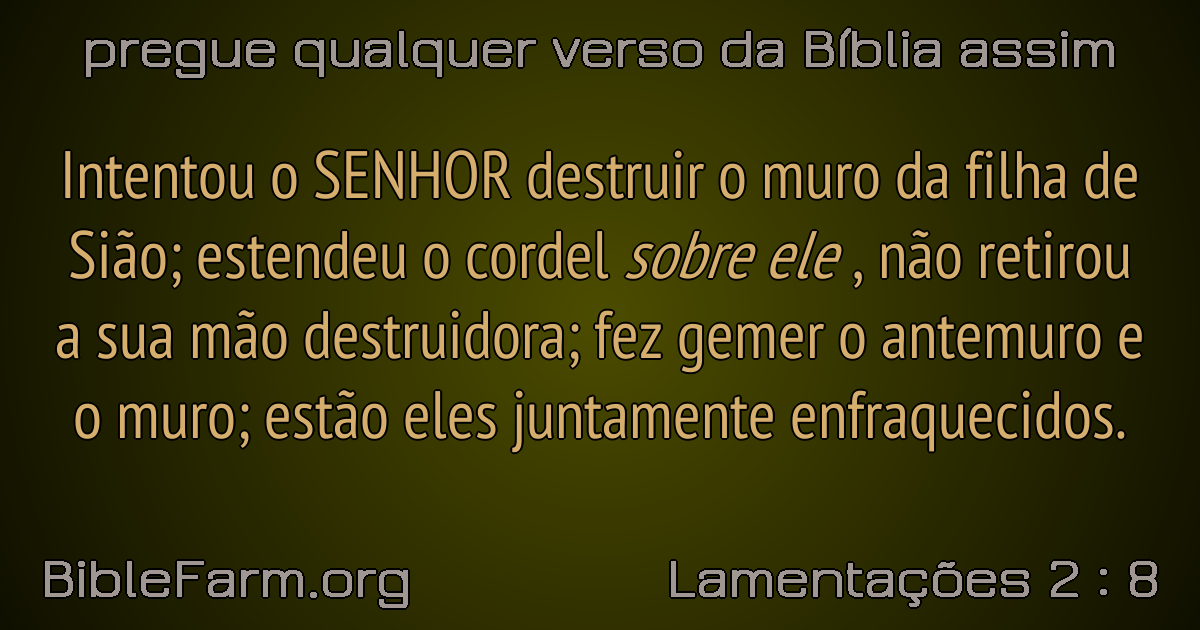 pregue qualquer verso da Bíblia assim
Intentou o SENHOR destruir o muro da filha de
Sião; estendeu o cordel sobre ele , não retirou
a sua mão destruidora; fez gemer o antemuro e
o muro; estão eles juntamente enfraquecidos.
BibleFarm.org
Lamentações 2 : 8